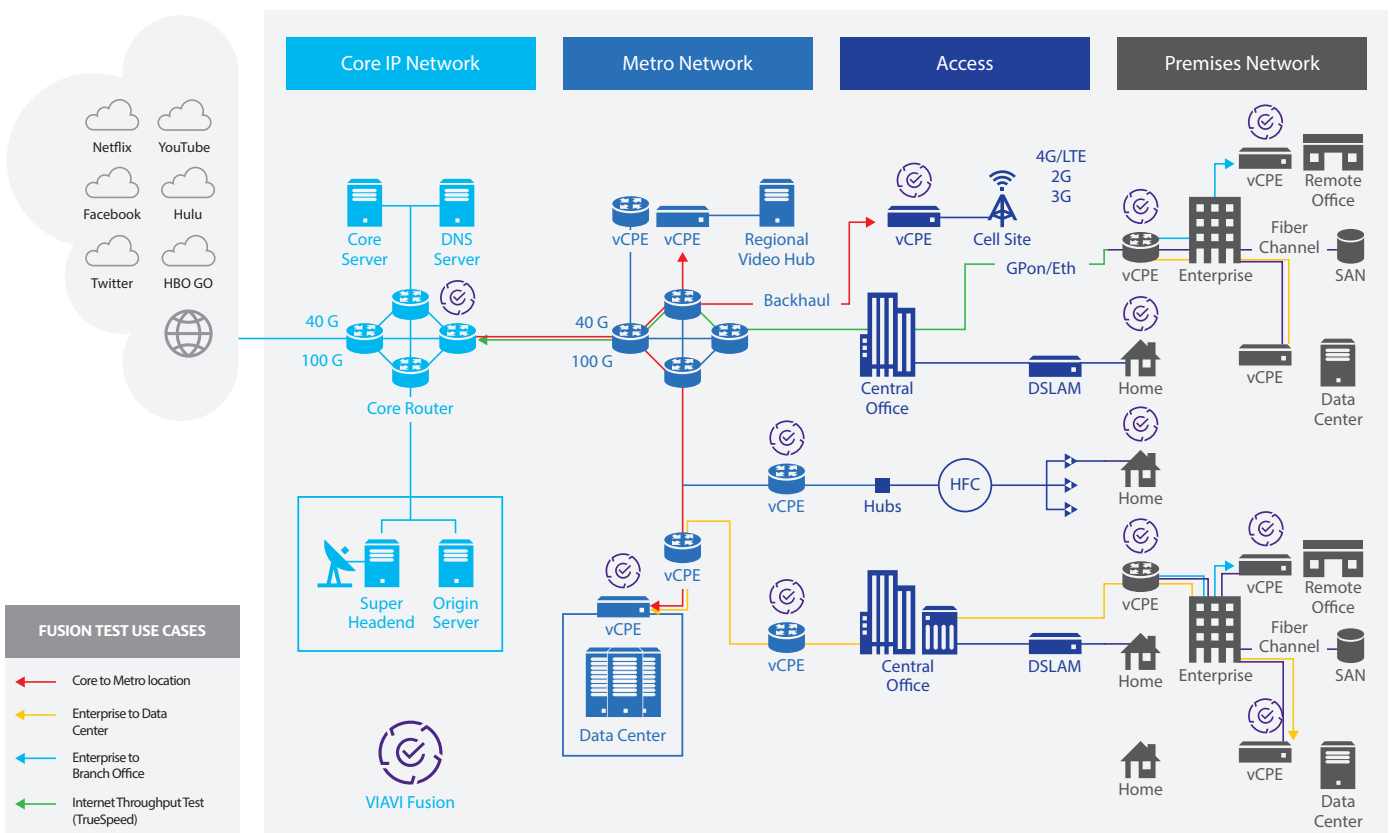 Core IP Network
Metro Network
Access
Premises Network
Netflix
YouTube
Facebook
Hulu
Twitter
HBO GO
Core
Server
DNS
Server
40 G
100 G
Core Router
Super
Headend
Origin
Server
VIAVI Fusion
vCPE
vCPE
Regional
Video Hub
40 G
100 G
Backhaul
vCPE
vCPE
vCPE
Data Center
vCPE
vCPE
Cell Site
4G/LTE
2G
3G
GPon/Eth
Central
Office
DSLAM
Hubs
HFC
Central
Office
DSLAM
vCPE
Remote
Office
vCPE
Enterprise
Fiber
Channel
SAN
Home
vCPE
Data
Center
Home
vCPE
vCPE
Remote
Office
Enterprise
Fiber
Channel
SAN
Home
vCPE
Data
Center
Home
FUSION TEST USE CASES
Core to Metro location
Enterprise to Data
Center
Enterprise to
Branch Office
Internet Throughput Test
(TrueSpeed)